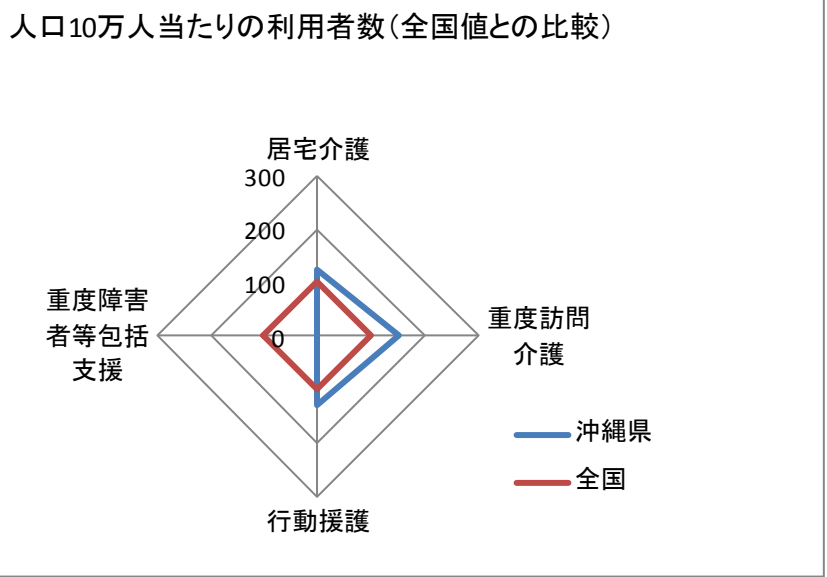 人口10万人当たりの利用者数(全国値との比較)
居宅介護
300
200
100
0
重度障害
者等包括
支援
重度訪問
介護
沖縄県
全国
行動援護